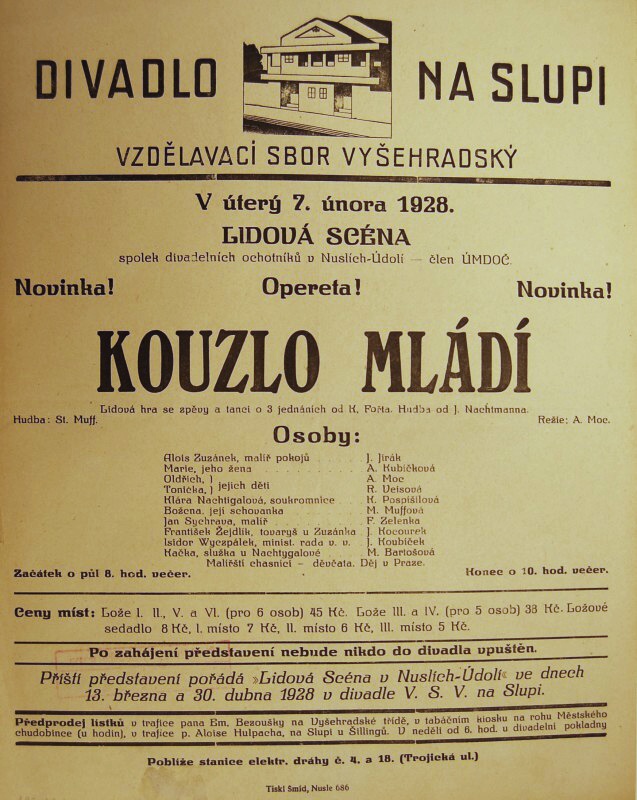 DIVADLO NA SLUPI
VZDĚLAVACÍ SBOR VYŠEHRADSKÝ
V úterý 7. února 1928.
LIDOVÁ SCÉNA
spolek divadelních ochotníků v Nuslích-Údolí — člen ÚMDOČ.
Novinka! Opereta! Novinka!
KOUZLO MLÁDÍ
Lidová hra se zpěvy a tanci o 3 jednáních od K. Fořta. Hudba od J. Nachtmanna.
Hudba: St. Muff. Režie: A. Moc.
Osoby:
Alois Zuzánek, malíř pokojů . . . . J. Jirák
Marie, jeho žena . . . . . . . . . . A. Kubíčková
Oldřich, } jejich děti A. Moc
Tonička, } R. Veisová
Klára Nachtigalová, soukromnice . . K. Pospíšilová
Božena, její schovanka . . . . . M. Muffová
Jan Sychrava, malíř . . . . . . . F. Zelenka
František Žejdlík, tovaryš u Zuzánka . J. Kocourek
Isidor Wyczpálek, minist. rada v. v. . J. Koubíček
Kačka, služka u Nachtygalové . . . M. Bartošová
Malířští chasníci – děvčata. Děj v Praze.
Začátek o půl 8. hod. večer. Konec o 10. hod. večer.
Ceny míst: Lože I. II., V. a VI. (pro 6 osob) 45 Kč. Lože III. a IV. (pro 5 osob) 38 Kč. Ložové
sedadlo 8 Kč, I. místo 7 Kč, II. místo 6 Kč, III. místo 5 Kč.
Po zahájení představení nebude nikdo do divadla vpuštěn.
Příští představení pořádá »Lidová Scéna v Nuslích-Údolí« ve dnech
13. března a 30. dubna 1928 v divadle V. S. V. na Slupi.
Předprodej lístků v trafice pana Em. Bezoušky na Vyšehradské třídě, v tabáčním kiosku na rohu Městského
chudobince (u hodin), v trafice p. Aloise Hulpacha, na Slupi u Šillingů. V neděli od 6. hod. u divadelní pokladny
Poblíže stanice elektr. dráhy č. 4. a 18. (Trojická ul.)
Tiskl Šmíd, Nusle 686